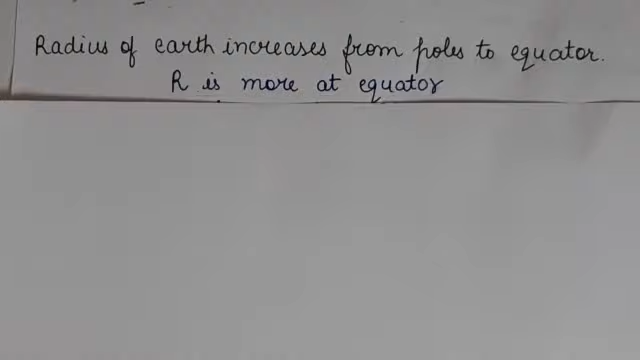 Radius of earth increases from poles to equator.
R is more at equator